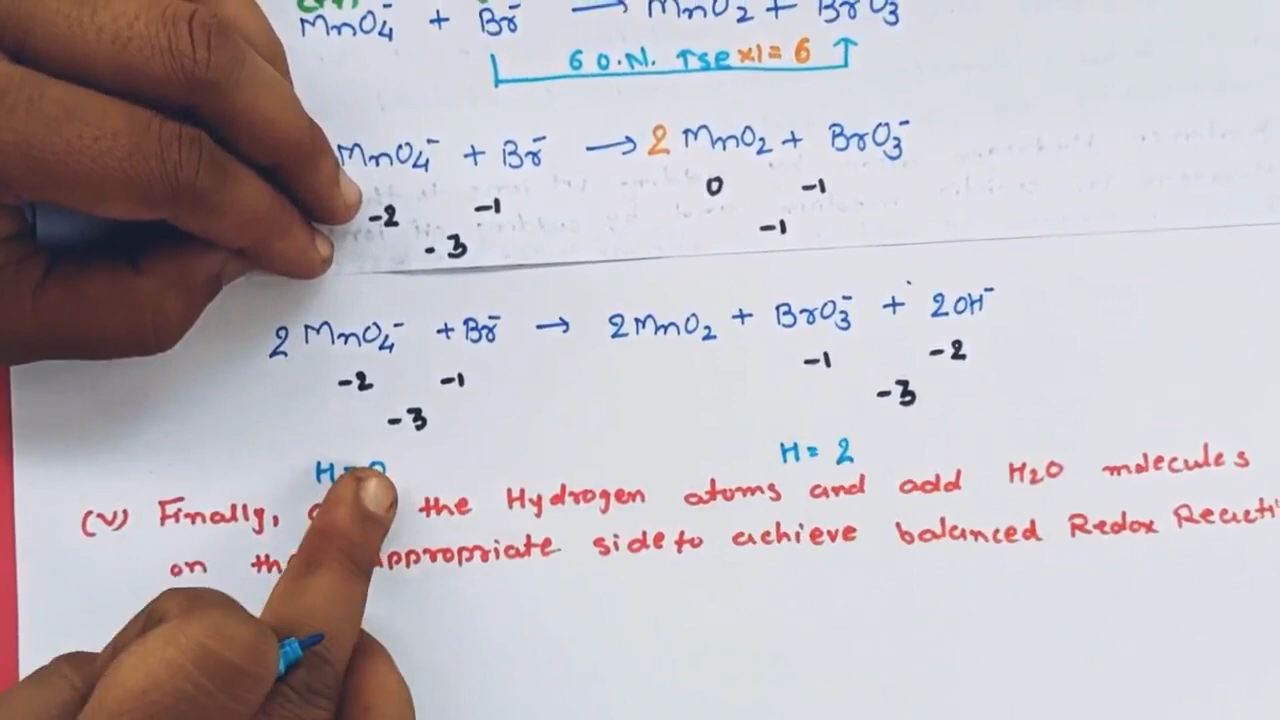 MnO₄⁻ + Br⁻ → MnO₂ + BrO₃
6 O.N. ↑se ×1 = 6
MnO₄⁻ + Br⁻ → 2 MnO₂ + BrO₃⁻
-2 -1 0 -1
-3 -1
2 MnO₄⁻ + Br⁻ → 2MnO₂ + BrO₃⁻ + 2OH⁻
-2 -1 -1 -2
-3 -3
H = H = 2
(V) Finally, the Hydrogen atoms and add H₂O molecules
on appropriate side to achieve balanced Redox